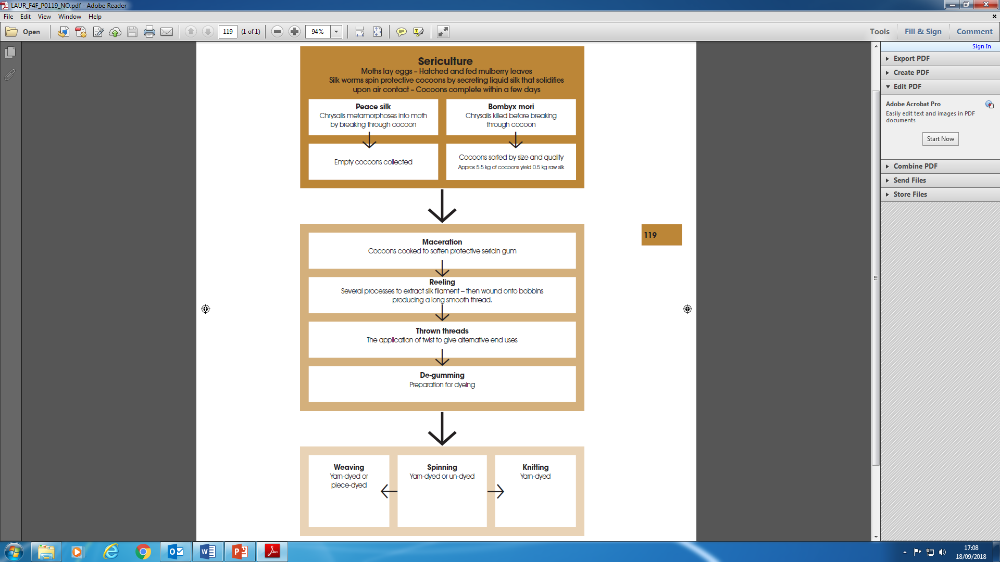 LAUR_F4F_P0119_NO.pdf - Adobe Reader
File Edit View Window Help
Open 119 (1 of 1) 94% Tools Fill & Sign Comment
Sign In
Export PDF
Create PDF
Edit PDF
Adobe Acrobat Pro
Easily edit text and images in PDF
documents
Start Now
Combine PDF
Send Files
Store Files
Sericulture
Moths lay eggs – Hatched and fed mulberry leaves
Silk worms spin protective cocoons by secreting liquid silk that solidifies
upon air contact – Cocoons complete within a few days
Peace silk
Chrysalis metamorphoses into moth
by breaking through cocoon
Empty cocoons collected
Bombyx mori
Chrysalis killed before breaking
through cocoon
Cocoons sorted by size and quality
Approx 5.5 kg of cocoons yield 0.5 kg raw silk
119
Maceration
Cocoons cooked to soften protective sericin gum
Reeling
Several processes to extract silk filament – then wound onto bobbins
producing a long smooth thread.
Thrown threads
The application of twist to give alternative end uses
De-gumming
Preparation for dyeing
Weaving
Yarn-dyed or
piece-dyed
Spinning
Yarn-dyed or un-dyed
Knitting
Yarn-dyed
17:08
18/09/2018